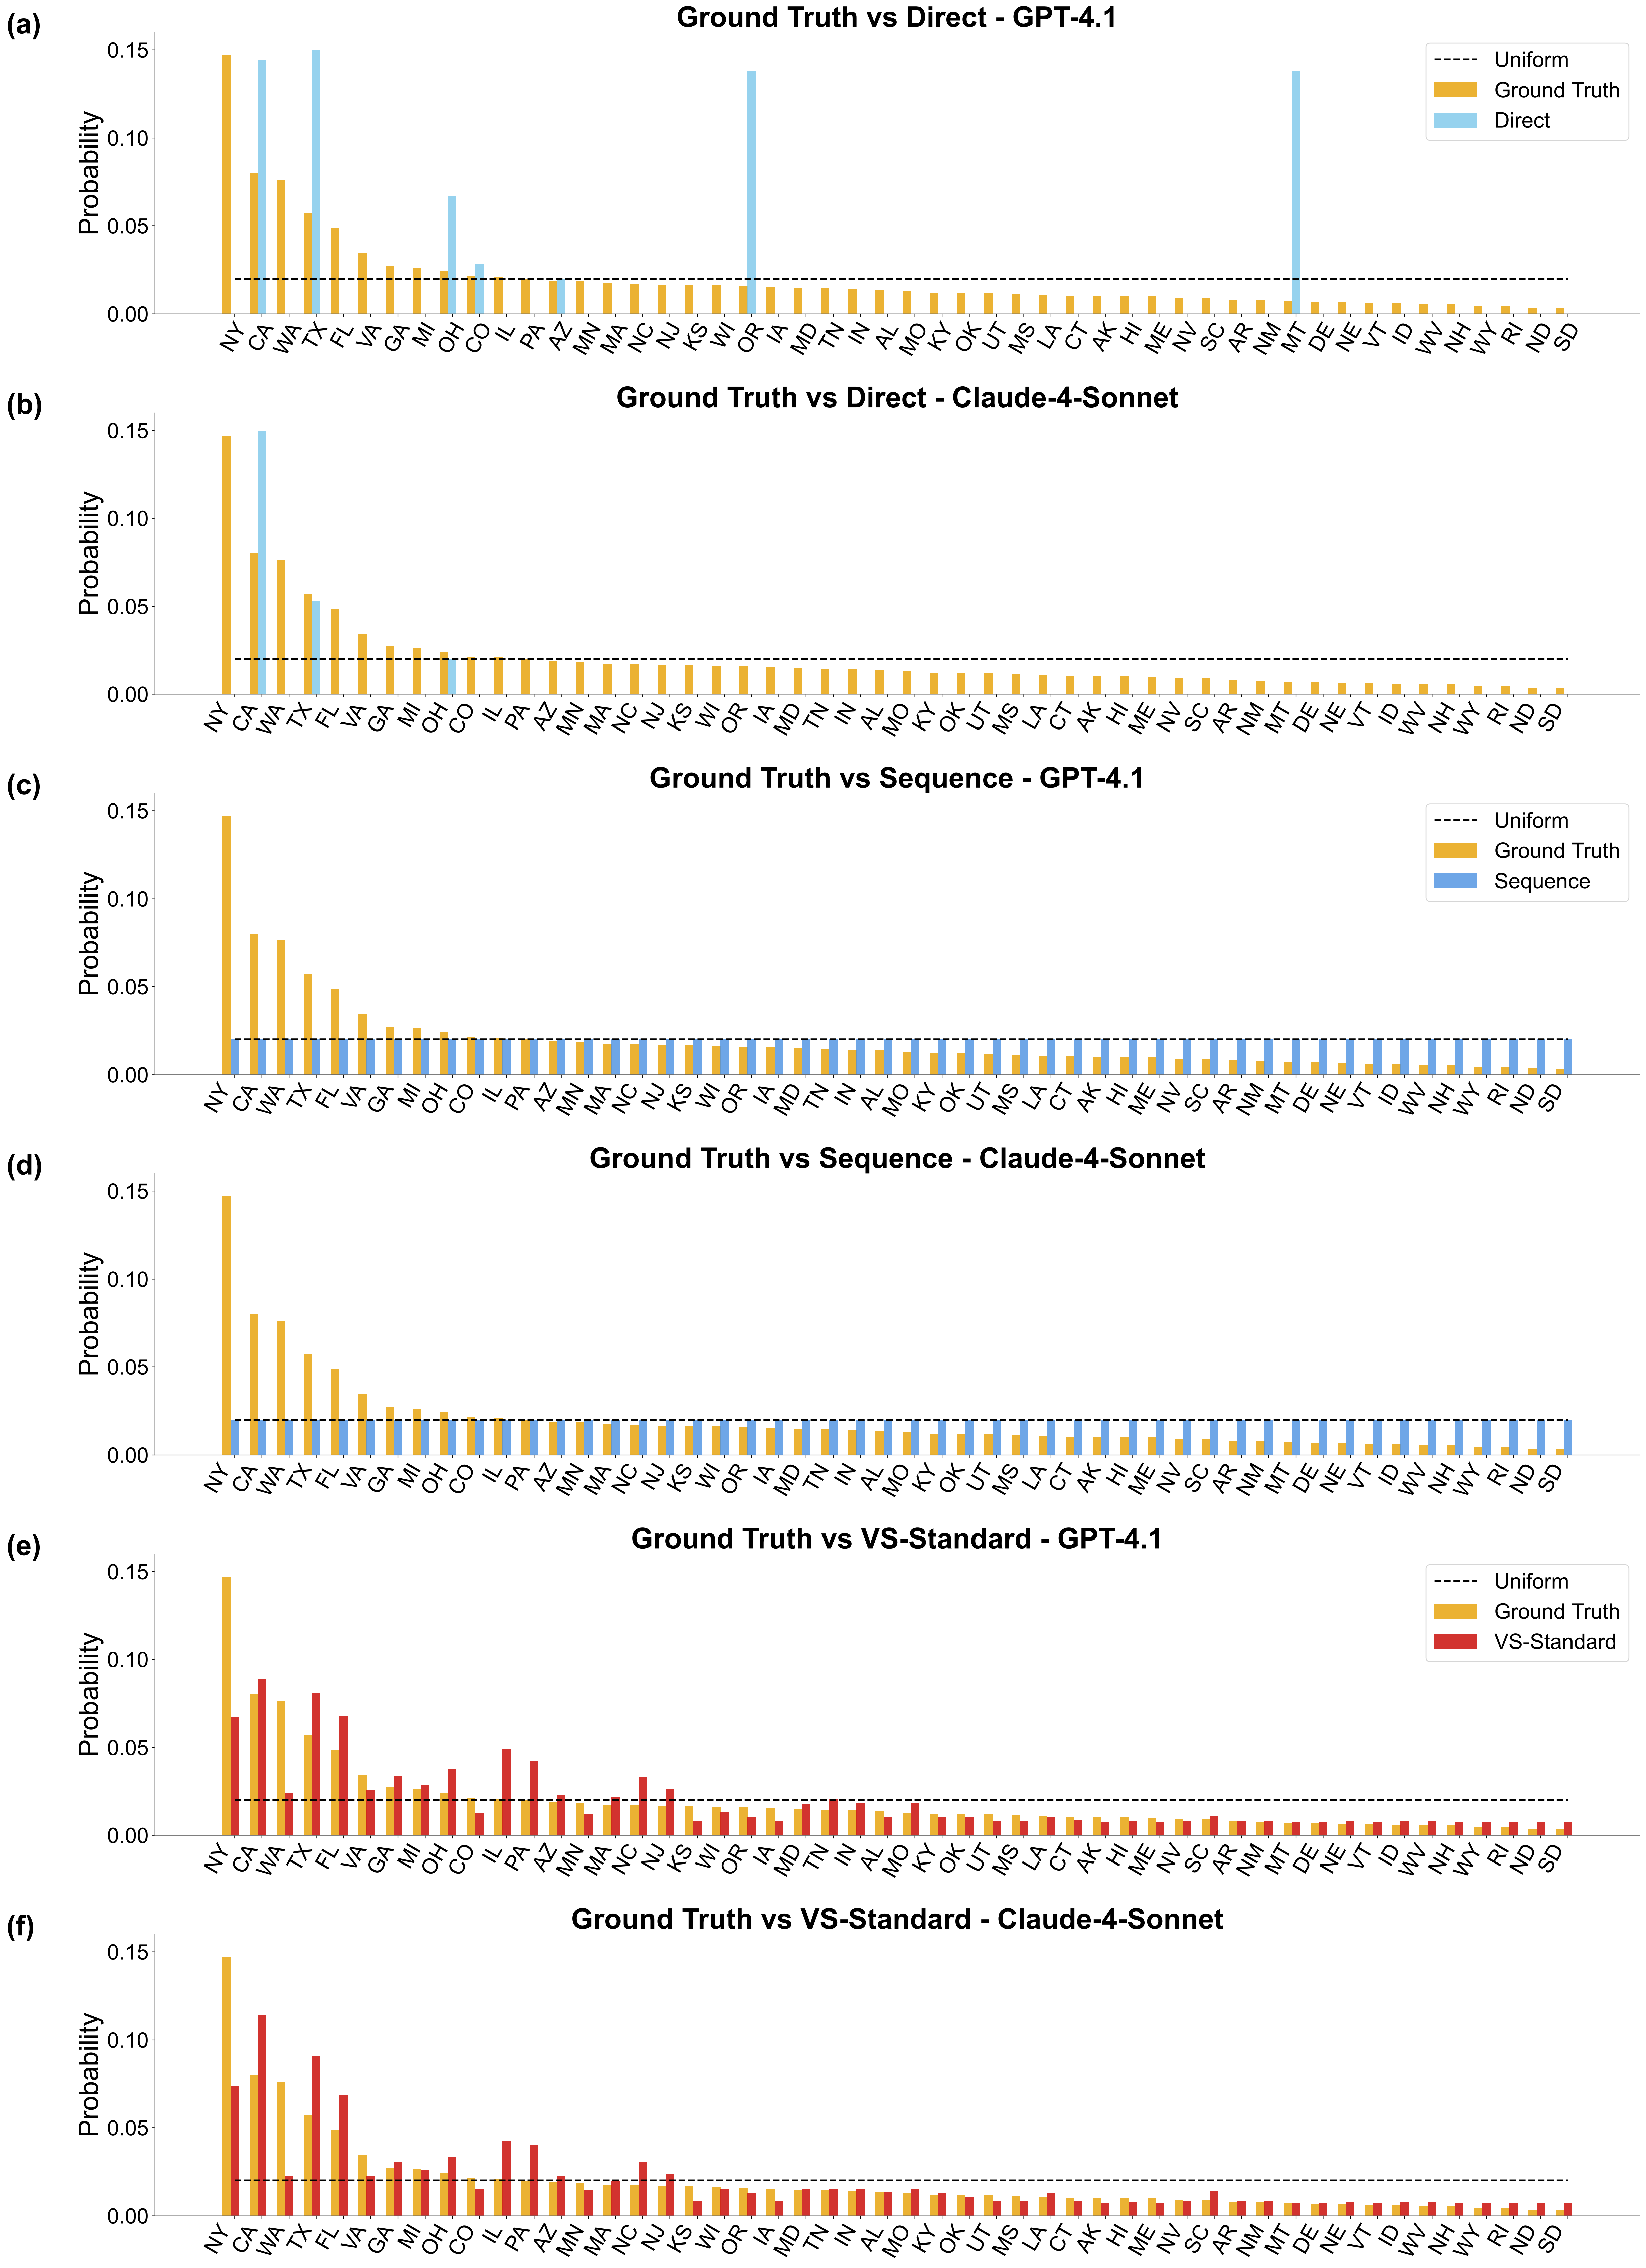 (a)
Ground Truth vs Direct - GPT-4.1
Probability
0.15
0.10
0.05
0.00
Uniform
Ground Truth
Direct
NY CA WA TX FL VA GA MI OH CO IL PA AZ MN MA NC NJ KS WI OR IA MD TN IN AL MO KY OK UT MS LA CT AK HI ME NV SC AR NM MT DE NE VT ID WV NH WY RI ND SD
(b)
Ground Truth vs Direct - Claude-4-Sonnet
Probability
0.15
0.10
0.05
0.00
NY CA WA TX FL VA GA MI OH CO IL PA AZ MN MA NC NJ KS WI OR IA MD TN IN AL MO KY OK UT MS LA CT AK HI ME NV SC AR NM MT DE NE VT ID WV NH WY RI ND SD
(c)
Ground Truth vs Sequence - GPT-4.1
Probability
0.15
0.10
0.05
0.00
Uniform
Ground Truth
Sequence
NY CA WA TX FL VA GA MI OH CO IL PA AZ MN MA NC NJ KS WI OR IA MD TN IN AL MO KY OK UT MS LA CT AK HI ME NV SC AR NM MT DE NE VT ID WV NH WY RI ND SD
(d)
Ground Truth vs Sequence - Claude-4-Sonnet
Probability
0.15
0.10
0.05
0.00
NY CA WA TX FL VA GA MI OH CO IL PA AZ MN MA NC NJ KS WI OR IA MD TN IN AL MO KY OK UT MS LA CT AK HI ME NV SC AR NM MT DE NE VT ID WV NH WY RI ND SD
(e)
Ground Truth vs VS-Standard - GPT-4.1
Probability
0.15
0.10
0.05
0.00
Uniform
Ground Truth
VS-Standard
NY CA WA TX FL VA GA MI OH CO IL PA AZ MN MA NC NJ KS WI OR IA MD TN IN AL MO KY OK UT MS LA CT AK HI ME NV SC AR NM MT DE NE VT ID WV NH WY RI ND SD
(f)
Ground Truth vs VS-Standard - Claude-4-Sonnet
Probability
0.15
0.10
0.05
0.00
NY CA WA TX FL VA GA MI OH CO IL PA AZ MN MA NC NJ KS WI OR IA MD TN IN AL MO KY OK UT MS LA CT AK HI ME NV SC AR NM MT DE NE VT ID WV NH WY RI ND SD